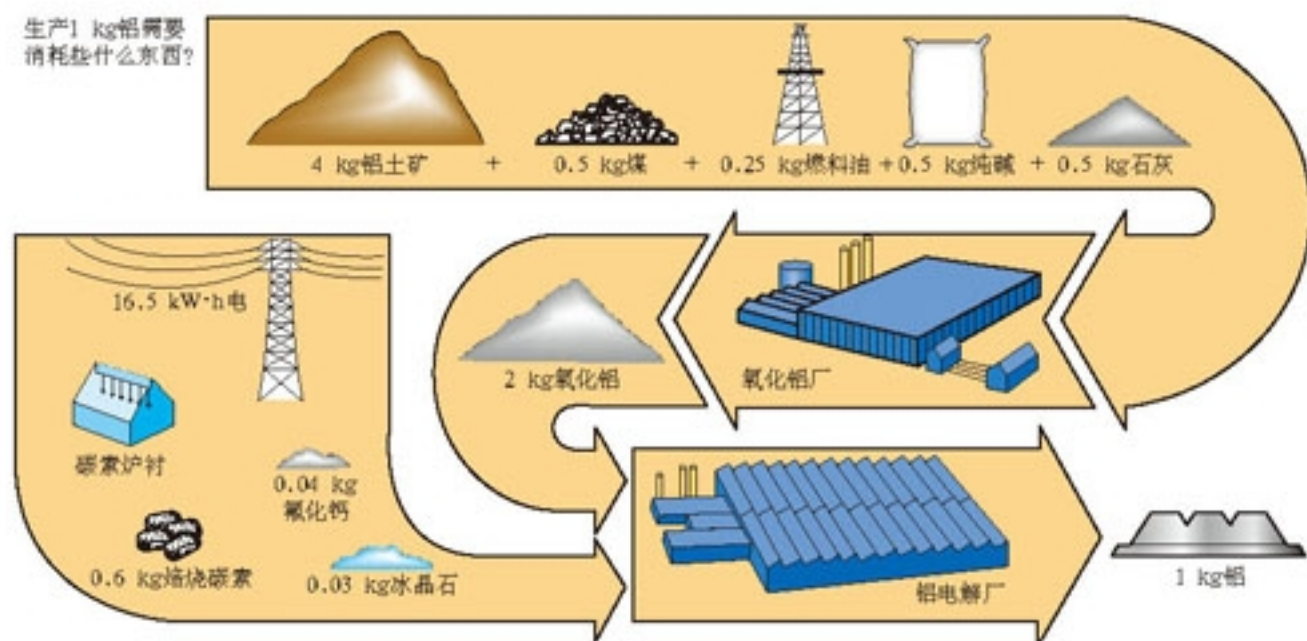 生产1 kg铝需要
消耗些什么东西?
4 kg铝土矿 + 0.5 kg煤 + 0.25 kg燃料油 + 0.5 kg纯碱 + 0.5 kg石灰
16.5 kW·h电
2 kg氧化铝
氧化铝厂
碳素炉衬
0.04 kg
氟化钙
0.6 kg焙烧碳素
0.03 kg冰晶石
铝电解厂
1 kg铝